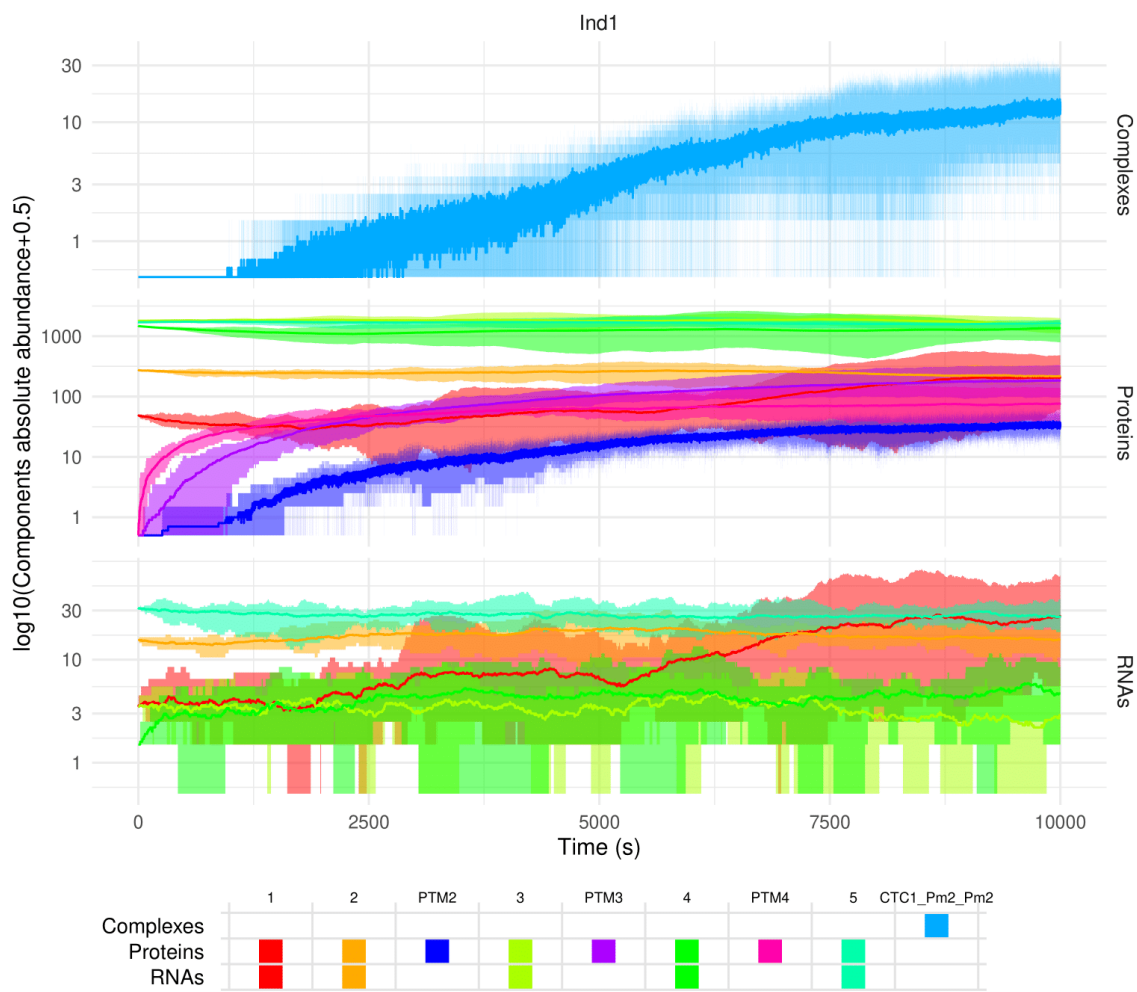 Ind1
30
10
3
1
Complexes
1000
100
10
1
Proteins
30
10
3
1
RNAs
log10(Components absolute abundance+0.5)
0 2500 5000 7500 10000
Time (s)
1 2 PTM2 3 PTM3 4 PTM4 5 CTC1_Pm2_Pm2
Complexes
Proteins
RNAs